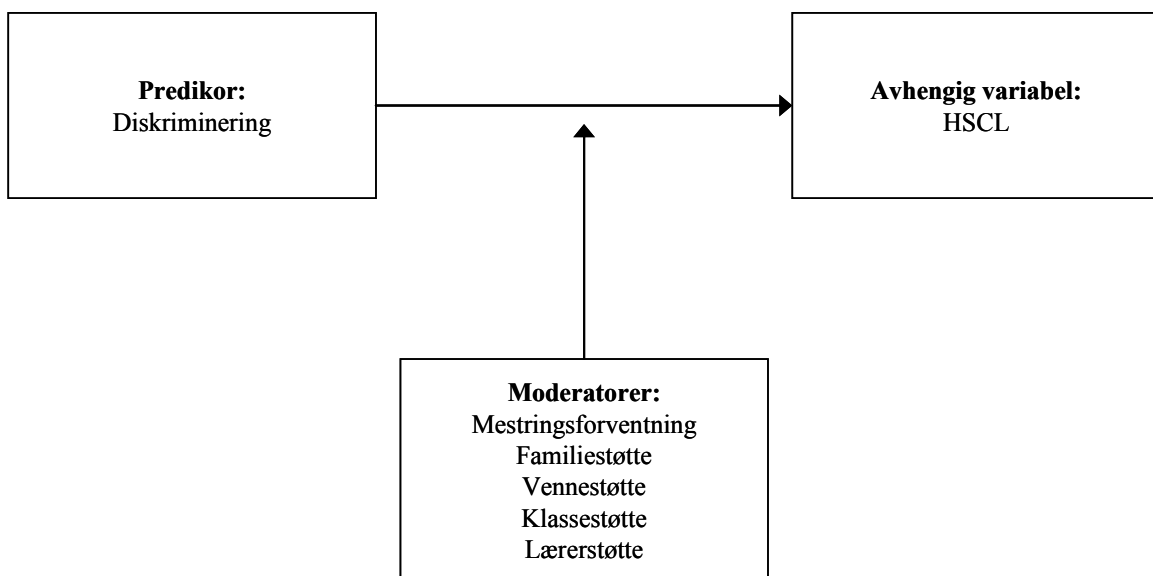 Predikor:
Diskriminering
Avhengig variabel:
HSCL
Moderatorer:
Mestringsforventning
Familiestøtte
Vennestøtte
Klassestøtte
Lærerstøtte